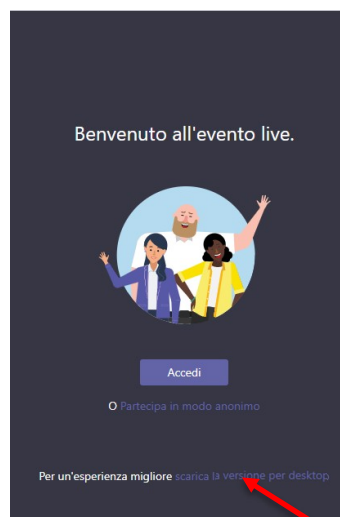 Benvenuto all'evento live.
Accedi
O Partecipa in modo anonimo
Per un'esperienza migliore scarica la versione per desktop